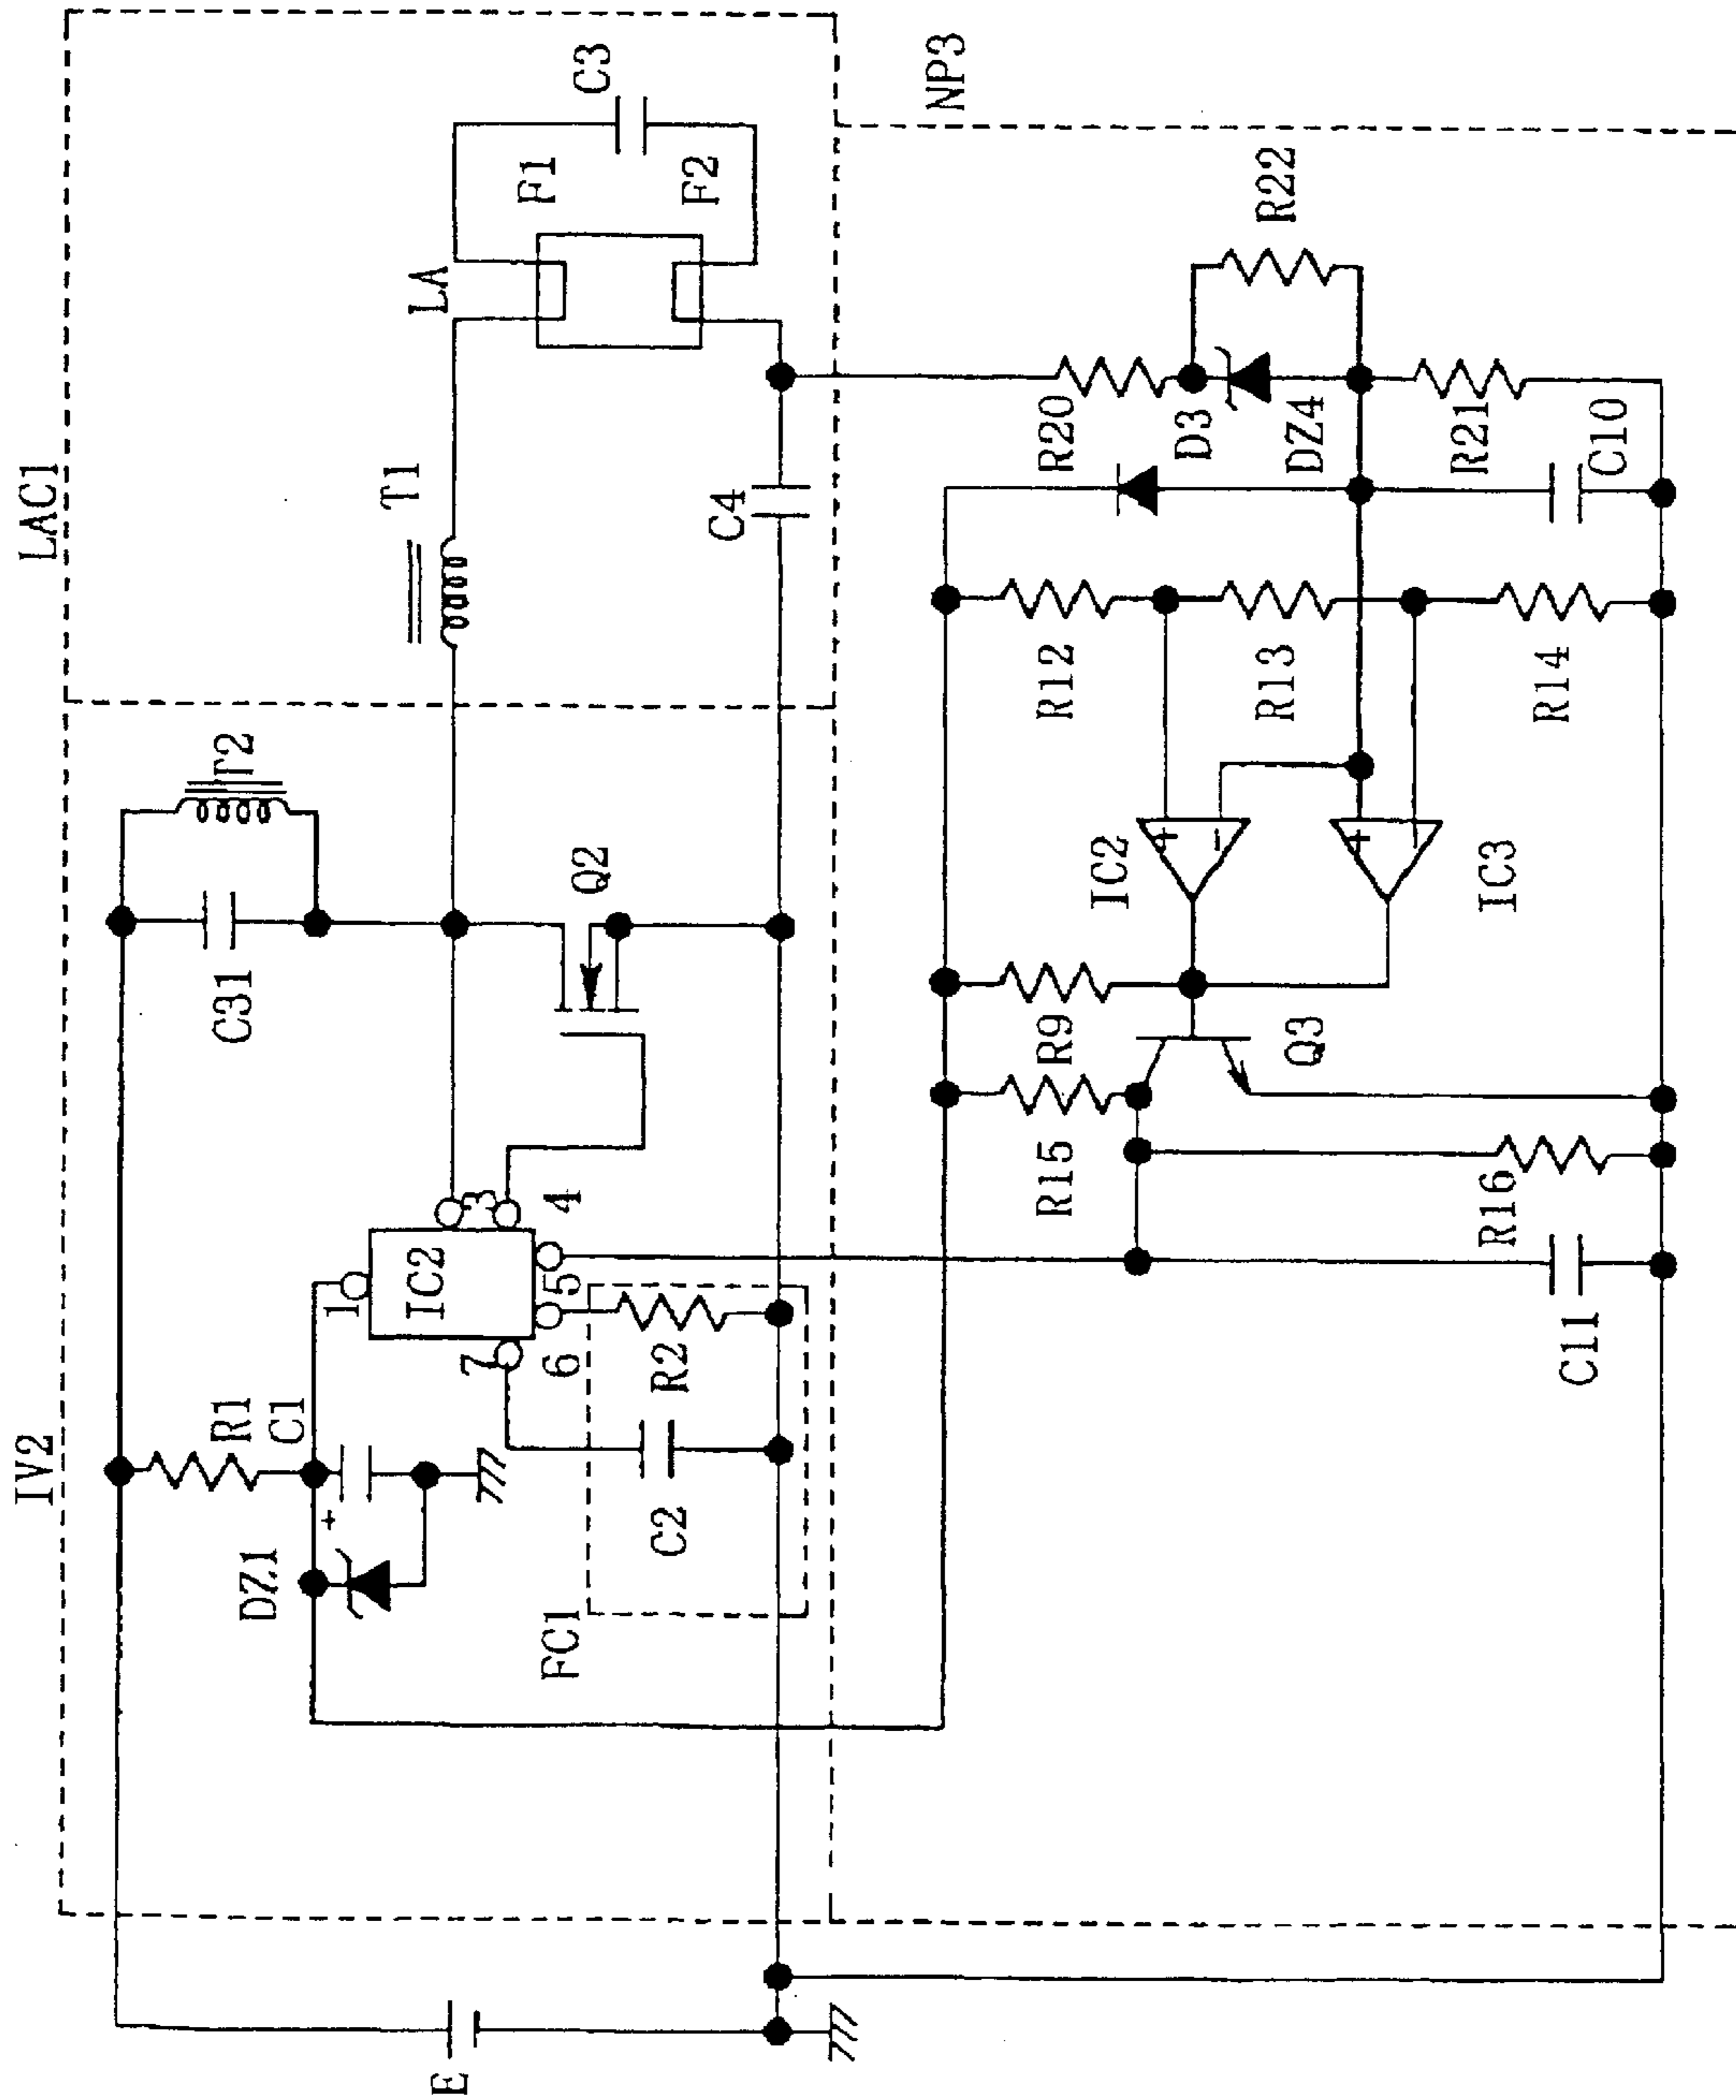 LAC1
NP3
C3
F1
F2
LA
T1
C4
R22
R20
D3
DZ4
R21
C10
R12
R13
R14
T2
Q2
C31
IC2
+
-
IC3
+
-
R9
Q3
R15
R16
C11
IC2
1
3
4
5
6
7
R2
C2
FC1
R1
C1
+
DZ1
IV2
E